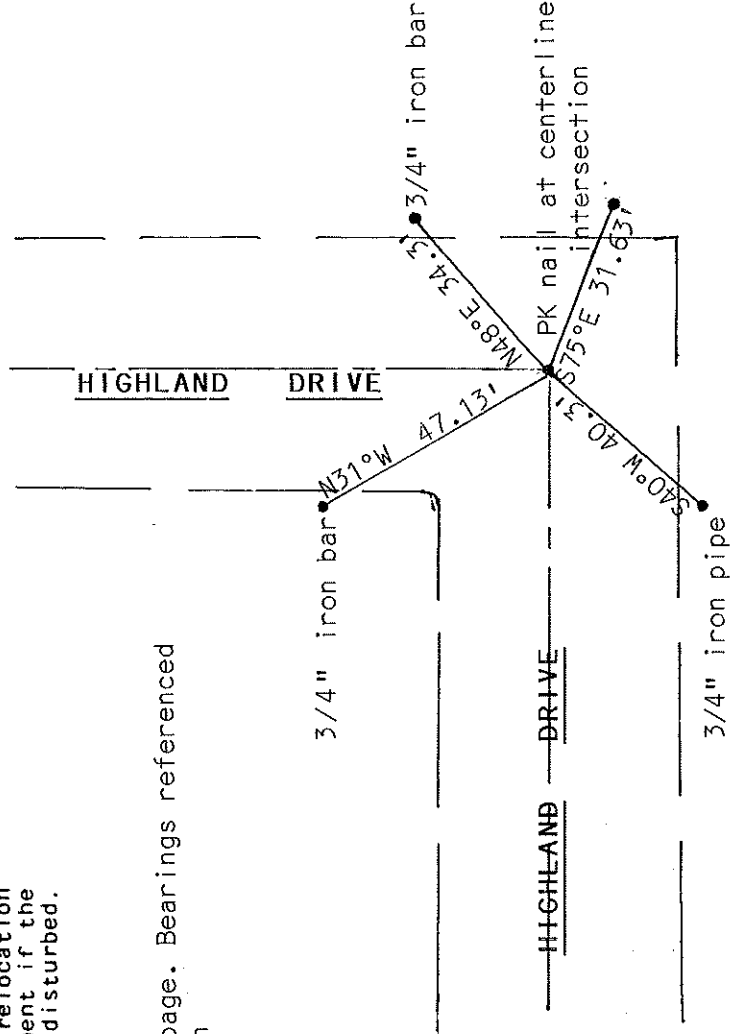 relocation
ent if the
disturbed.
page. Bearings referenced
HIGHLAND DRIVE
3/4" iron bar
N48°E 34.3'
N31°W 47.13'
PK nail at centerline
intersection
S75°E 31.63'
S40°W 40.3'
3/4" iron bar
HIGHLAND DRIVE
3/4" iron pipe